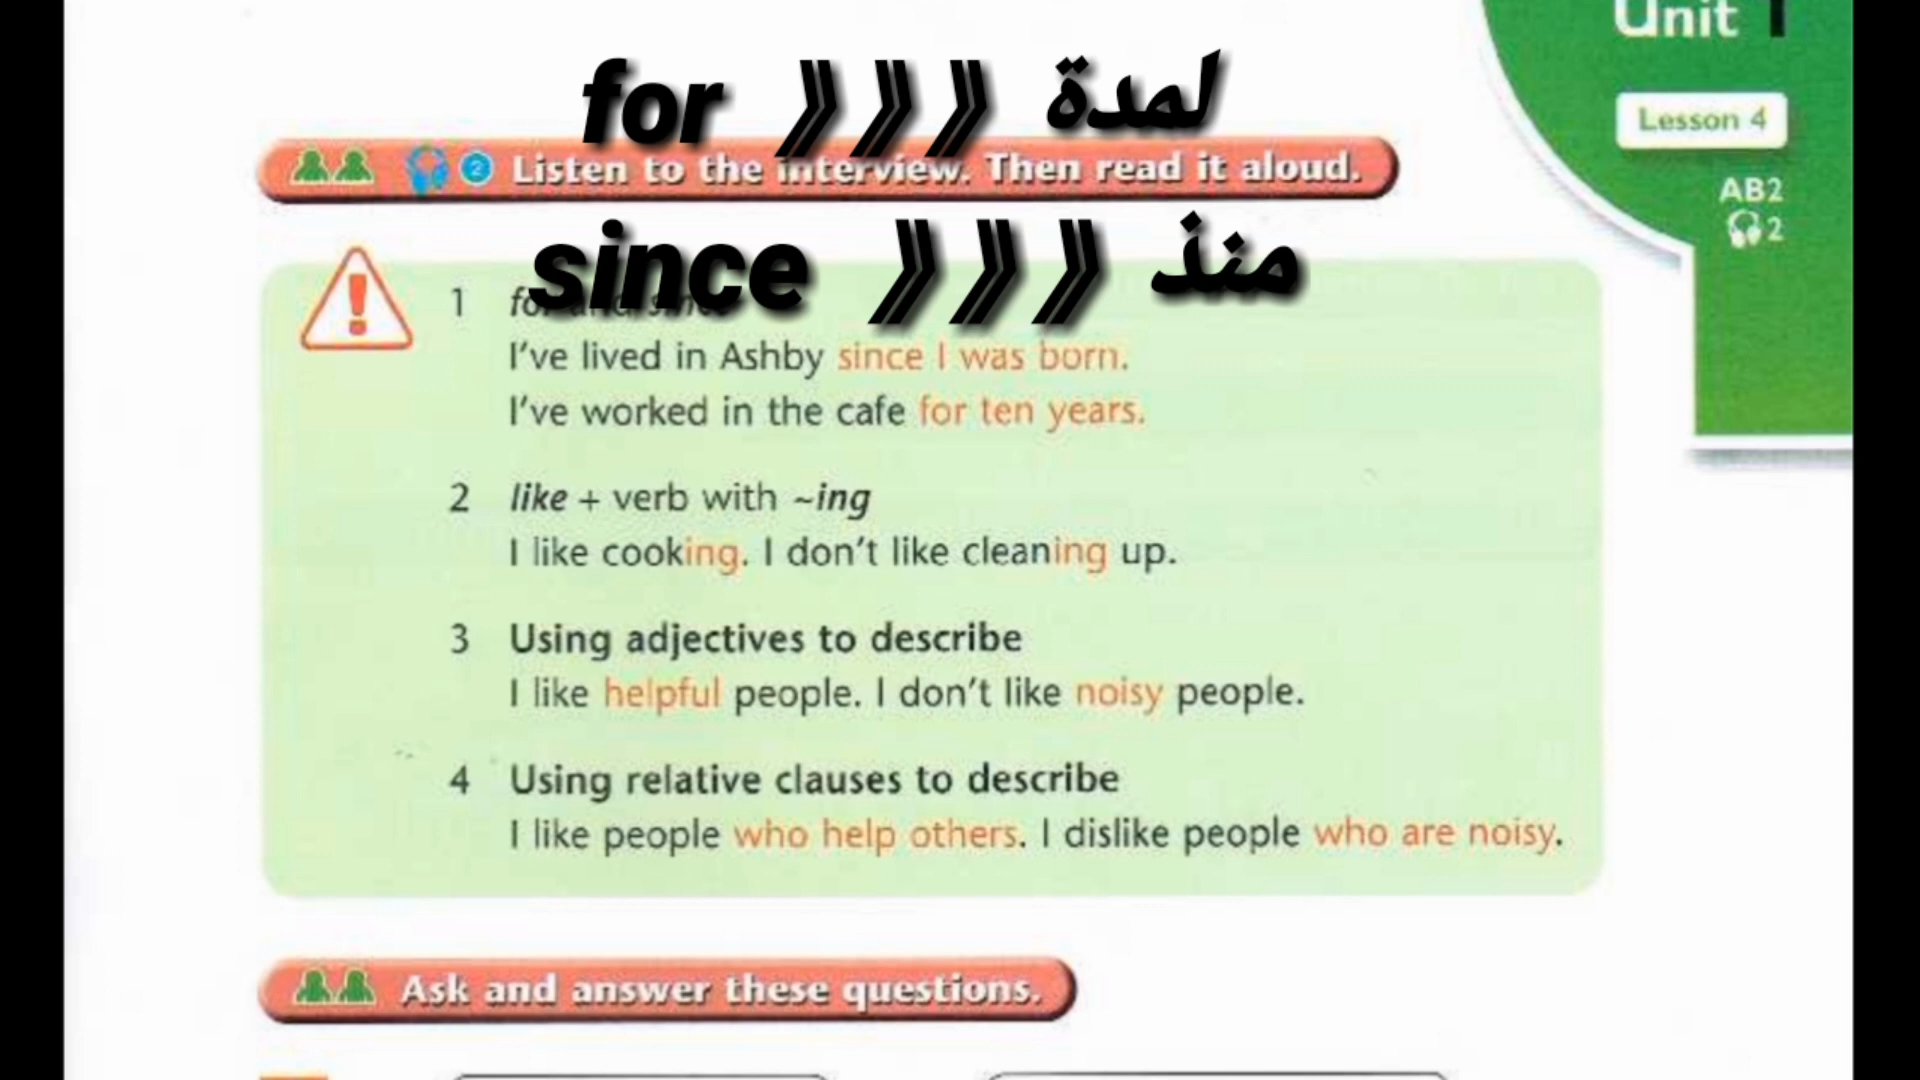 Unit 1
Lesson 4
AB2
2
for》》》لمدة
2 Listen to the interview. Then read it aloud.
since》》》منذ
1 for and since
I've lived in Ashby since I was born.
I've worked in the cafe for ten years.
2 like + verb with ~ing
I like cooking. I don't like cleaning up.
3 Using adjectives to describe
I like helpful people. I don't like noisy people.
4 Using relative clauses to describe
I like people who help others. I dislike people who are noisy.
Ask and answer these questions.